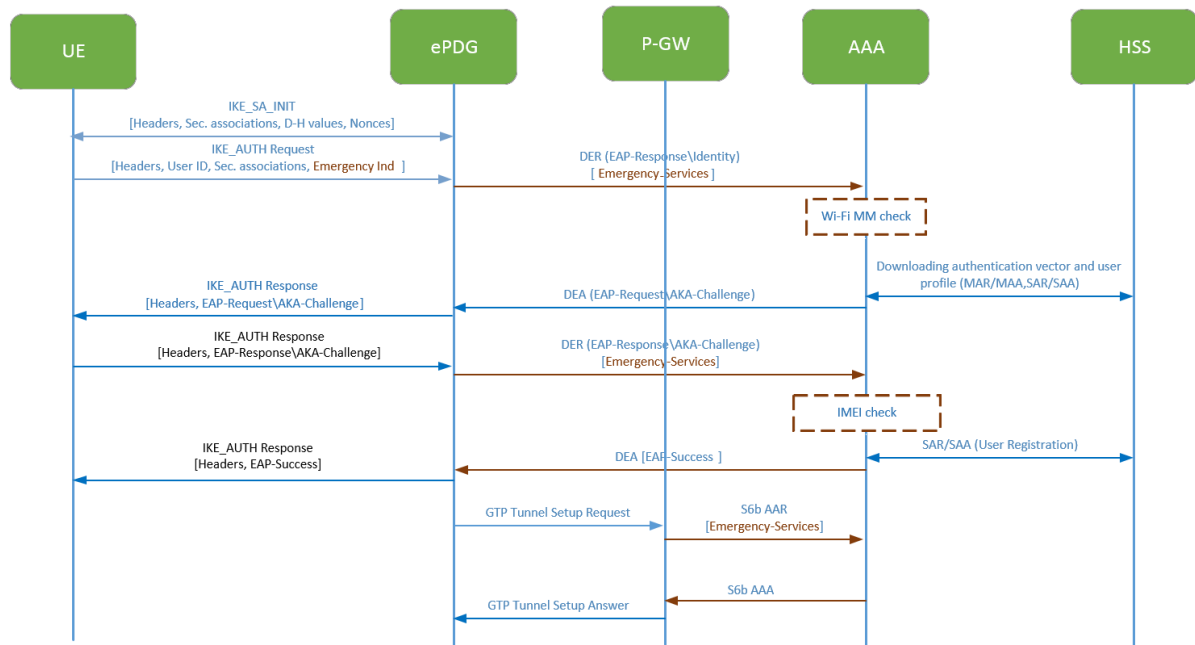 UE
ePDG
P-GW
AAA
HSS
IKE_SA_INIT
[Headers, Sec. associations, D-H values, Nonces]
IKE_AUTH Request
[Headers, User ID, Sec. associations, Emergency Ind ]
DER (EAP-Response\Identity)
[ Emergency-Services ]
Wi-Fi MM check
Downloading authentication vector and user
profile (MAR/MAA,SAR/SAA)
IKE_AUTH Response
[Headers, EAP-Request\AKA-Challenge]
DEA (EAP-Request\AKA-Challenge)
IKE_AUTH Response
[Headers, EAP-Response\AKA-Challenge]
DER (EAP-Response\AKA-Challenge)
[Emergency-Services]
IMEI check
IKE_AUTH Response
[Headers, EAP-Success]
DEA [EAP-Success ]
SAR/SAA (User Registration)
GTP Tunnel Setup Request
S6b AAR
[Emergency-Services]
S6b AAA
GTP Tunnel Setup Answer